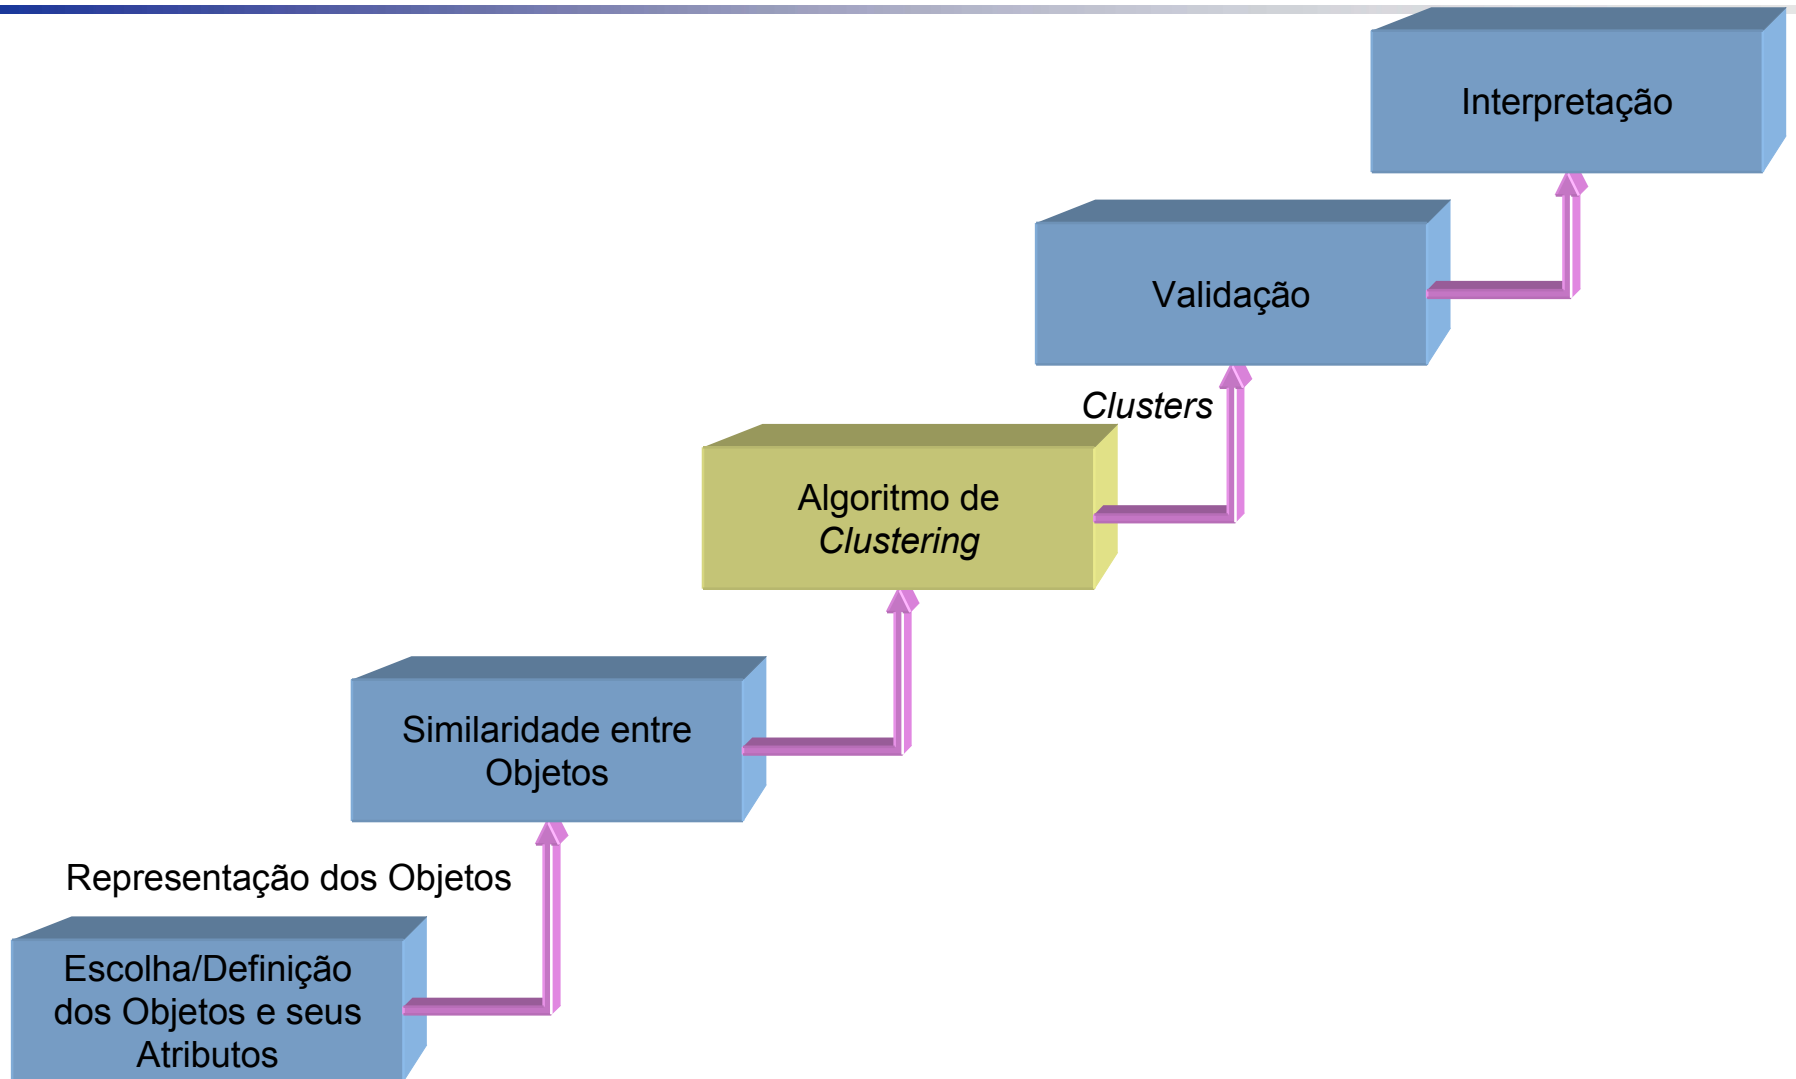 Interpretação
Validação
Clusters
Algoritmo de
Clustering
Similaridade entre
Objetos
Representação dos Objetos
Escolha/Definição
dos Objetos e seus
Atributos